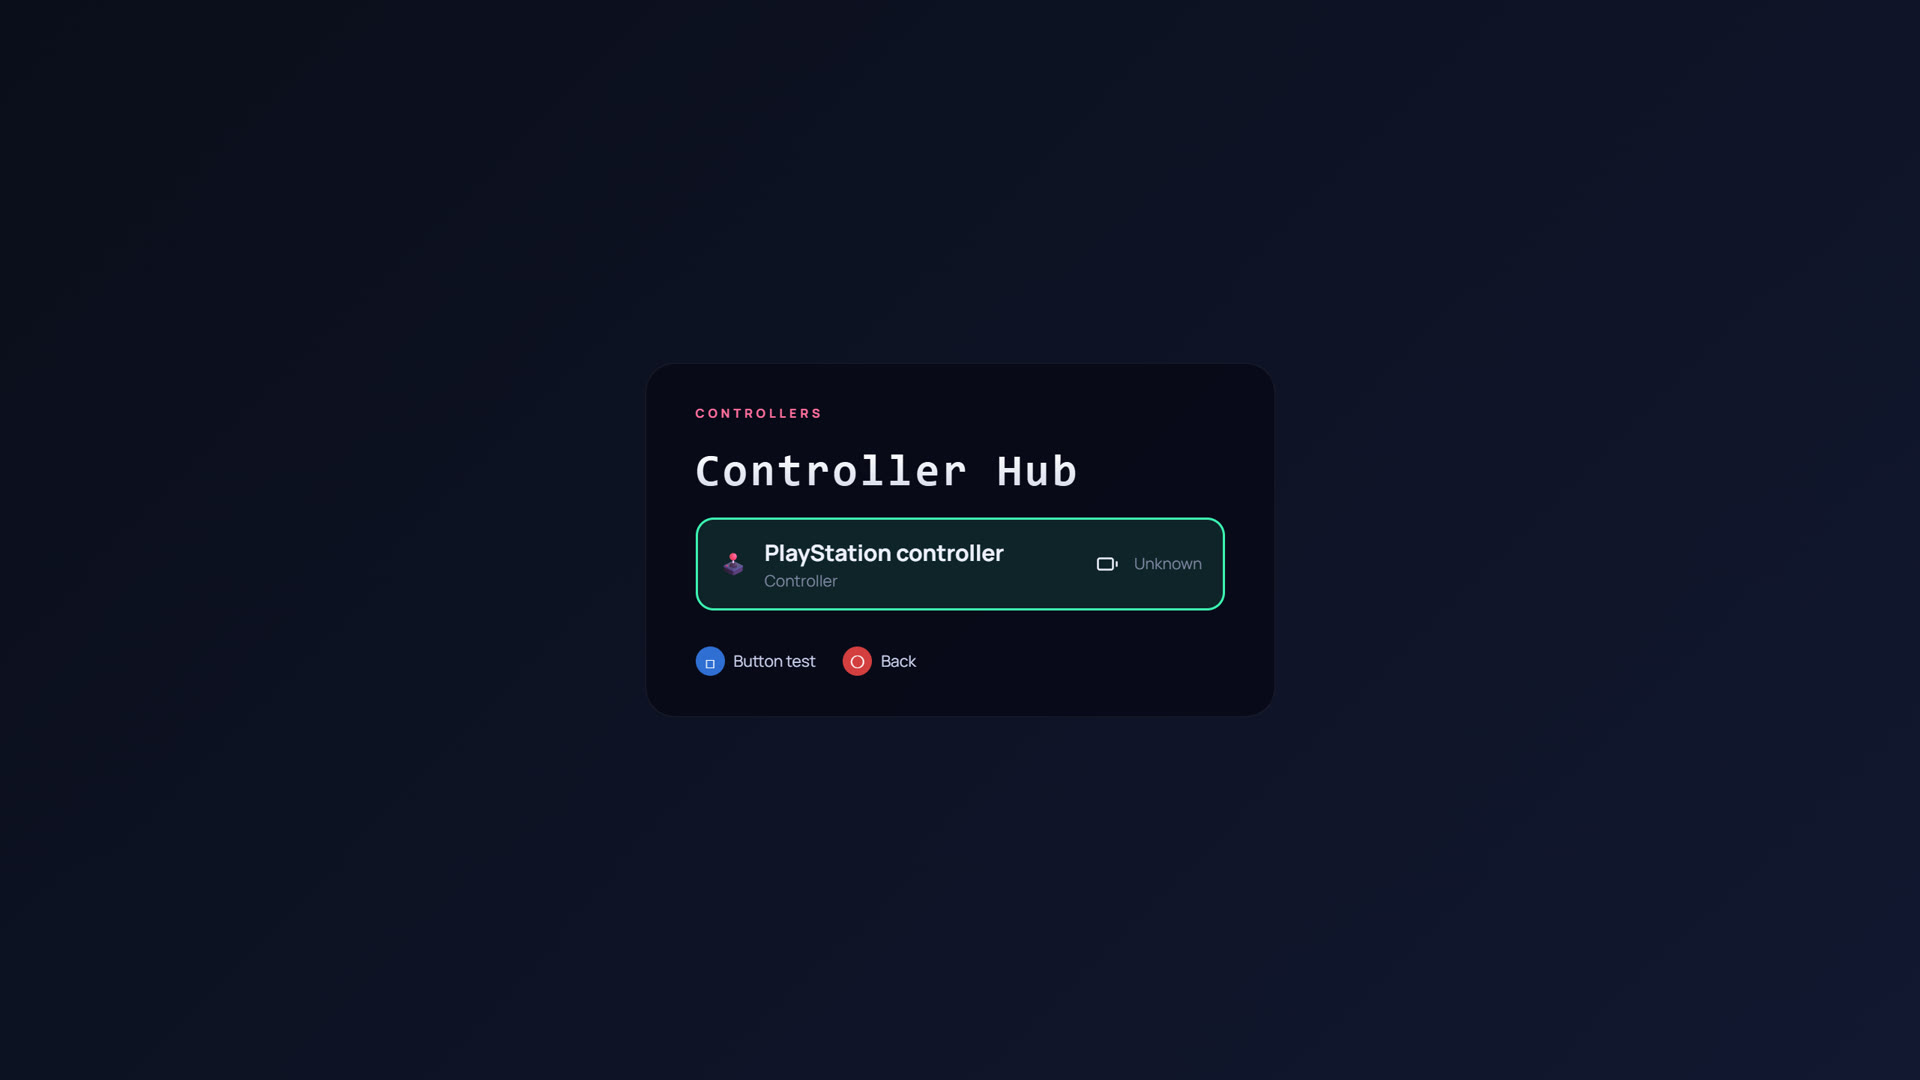 CONTROLLERS
Controller Hub
PlayStation controller
Controller
Unknown
Button test
Back